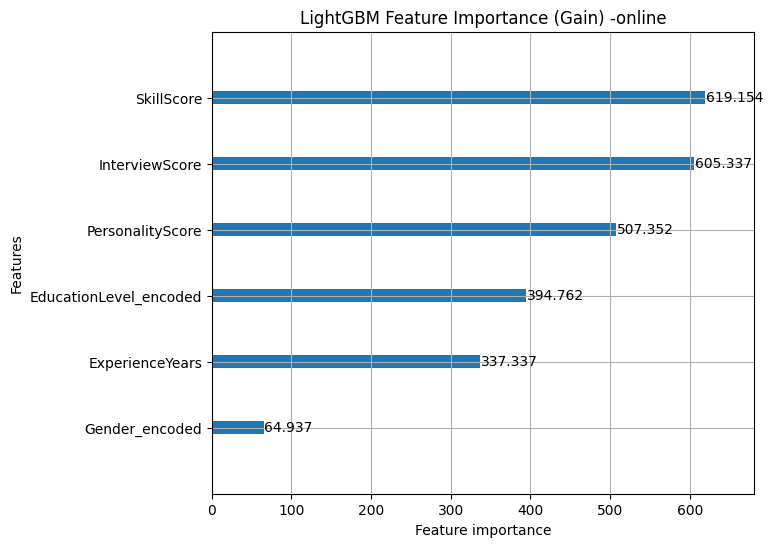 LightGBM Feature Importance (Gain) -online
SkillScore 619.154
InterviewScore 605.337
PersonalityScore 507.352
EducationLevel_encoded 394.762
ExperienceYears 337.337
Gender_encoded 64.937
Features
0 100 200 300 400 500 600
Feature importance